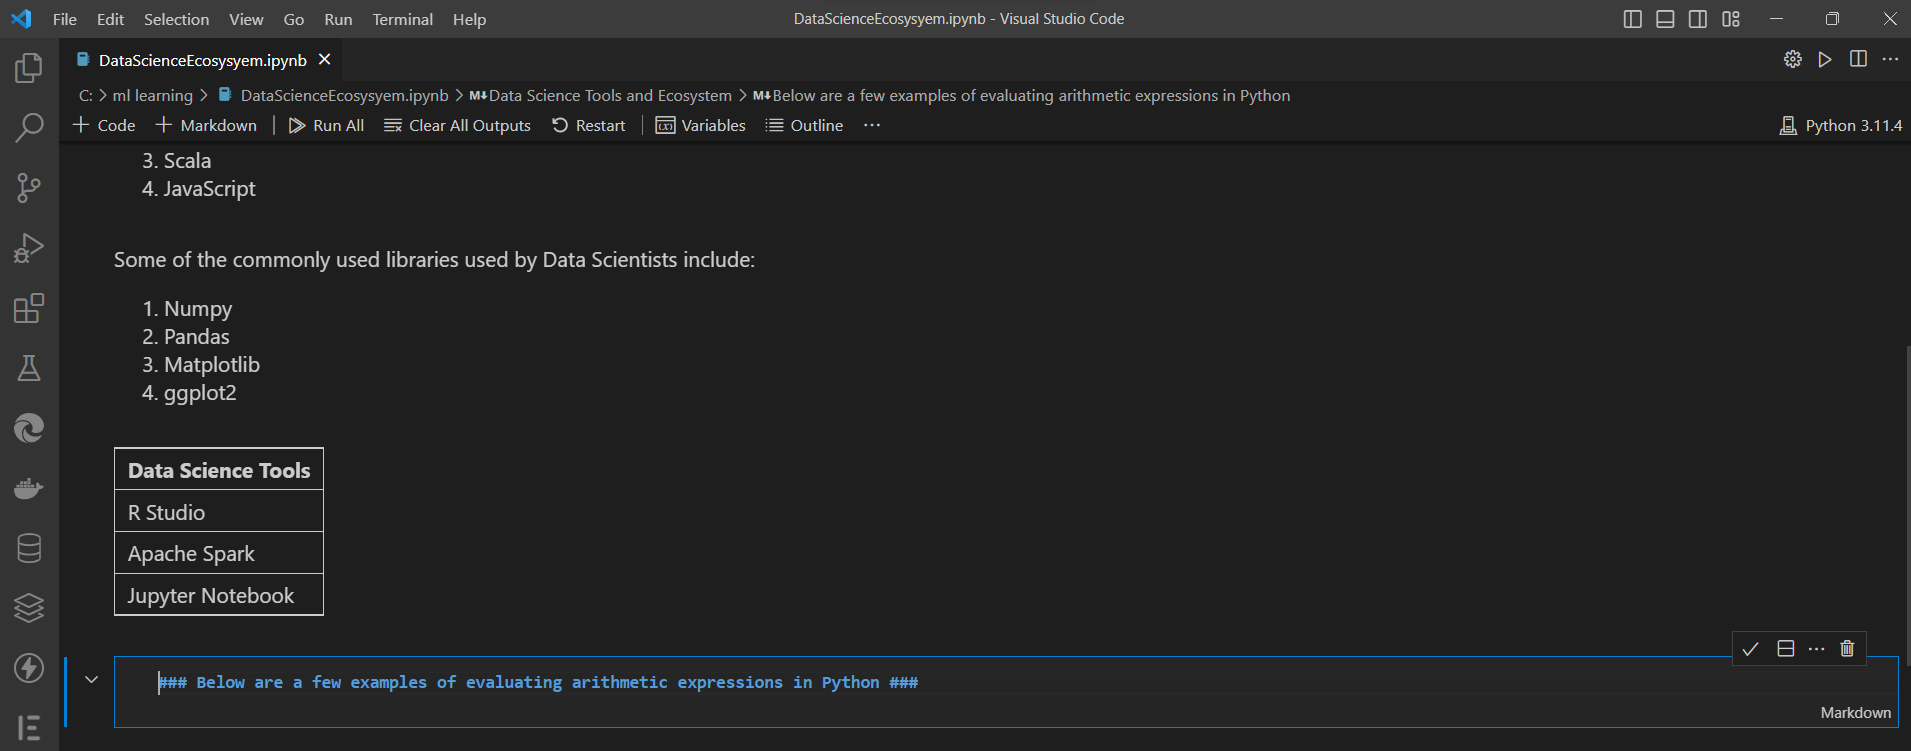 File Edit Selection View Go Run Terminal Help
DataScienceEcosysyem.ipynb - Visual Studio Code
DataScienceEcosysyem.ipynb
C: > ml learning > DataScienceEcosysyem.ipynb > M↓Data Science Tools and Ecosystem > M↓Below are a few examples of evaluating arithmetic expressions in Python
+ Code + Markdown | Run All Clear All Outputs Restart | Variables Outline ···
Python 3.11.4
3. Scala
4. JavaScript
Some of the commonly used libraries used by Data Scientists include:
1. Numpy
2. Pandas
3. Matplotlib
4. ggplot2
Data Science Tools
R Studio
Apache Spark
Jupyter Notebook
### Below are a few examples of evaluating arithmetic expressions in Python ###
Markdown